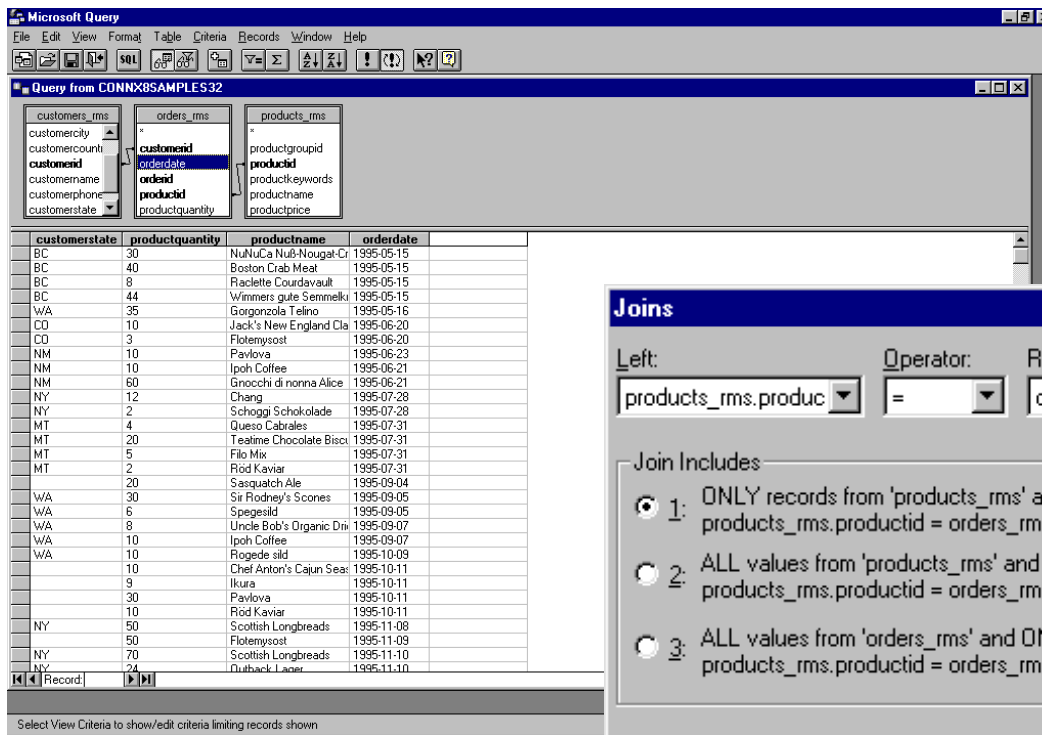 Microsoft Query
File Edit View Format Table Criteria Records Window Help
SQL
Query from CONNX8SAMPLES32
customers_rms orders_rms products_rms
customercity * *
customercountr customerid productgroupid
customerid orderdate productid
customername orderid productkeywords
customerphone productid productname
customerstate productquantity productprice
customerstate productquantity productname orderdate
BC 30 NuNuCa Nuß-Nougat-Cr 1995-05-15
BC 40 Boston Crab Meat 1995-05-15
BC 8 Raclette Courdavault 1995-05-15
BC 44 Wimmers gute Semmelkn 1995-05-15
WA 35 Gorgonzola Telino 1995-05-16
CO 10 Jack's New England Cla 1995-06-20
CO 3 Flotemysost 1995-06-20
NM 10 Pavlova 1995-06-23
NM 10 Ipoh Coffee 1995-06-21
NM 60 Gnocchi di nonna Alice 1995-06-21
NY 12 Chang 1995-07-28
NY 2 Schoggi Schokolade 1995-07-28
MT 4 Queso Cabrales 1995-07-31
MT 20 Teatime Chocolate Biscu 1995-07-31
MT 5 Filo Mix 1995-07-31
MT 2 Röd Kaviar 1995-07-31
20 Sasquatch Ale 1995-09-04
WA 30 Sir Rodney's Scones 1995-09-05
WA 6 Spegesild 1995-09-05
WA 8 Uncle Bob's Organic Drie 1995-09-07
WA 10 Ipoh Coffee 1995-09-07
WA 10 Rogede sild 1995-10-09
10 Chef Anton's Cajun Seas 1995-10-11
9 Ikura 1995-10-11
30 Pavlova 1995-10-11
10 Röd Kaviar 1995-10-11
NY 50 Scottish Longbreads 1995-11-08
50 Flotemysost 1995-11-09
NY 70 Scottish Longbreads 1995-11-10
NY 24 Outback Lager 1995-11-10
Record:
Select View Criteria to show/edit criteria limiting records shown
Joins
Left: Operator: R
products_rms.produc =
Join Includes
1: ONLY records from 'products_rms' a
products_rms.productid = orders_rm
2: ALL values from 'products_rms' and
products_rms.productid = orders_rm
3: ALL values from 'orders_rms' and ON
products_rms.productid = orders_rm